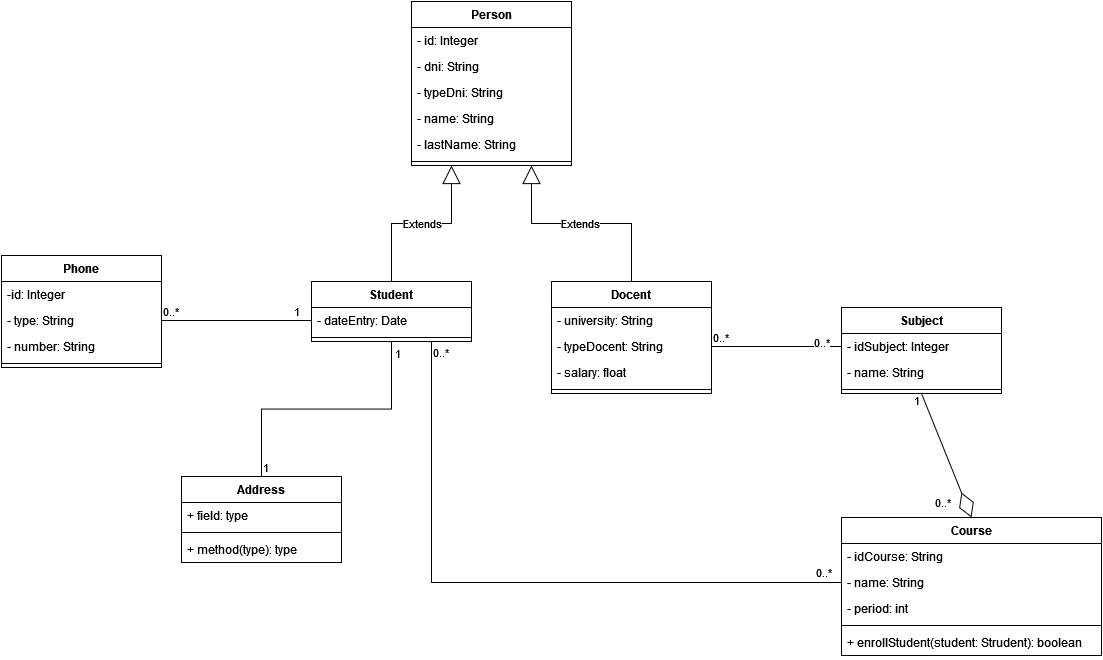 Person
- id: Integer
- dni: String
- typeDni: String
- name: String
- lastName: String
Extends
Extends
Phone
-id: Integer
- type: String
- number: String
0..*
1
Student
- dateEntry: Date
1
0..*
Docent
- university: String
- typeDocent: String
- salary: float
0..*
0..*
Subject
- idSubject: Integer
- name: String
1
1
Address
+ field: type
+ method(type): type
0..*
0..*
Course
- idCourse: String
- name: String
- period: int
+ enrollStudent(student: Strudent): boolean